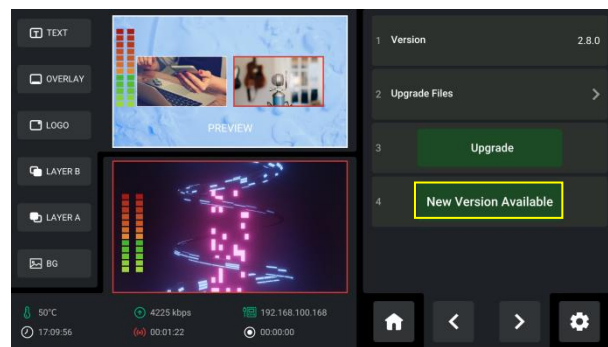 TEXT
OVERLAY
LOGO
LAYER B
LAYER A
BG
PREVIEW
50°C
4225 kbps
192.168.100.168
17:09:56
00:01:22
00:00:00
1 Version 2.8.0
2 Upgrade Files
3 Upgrade
4 New Version Available